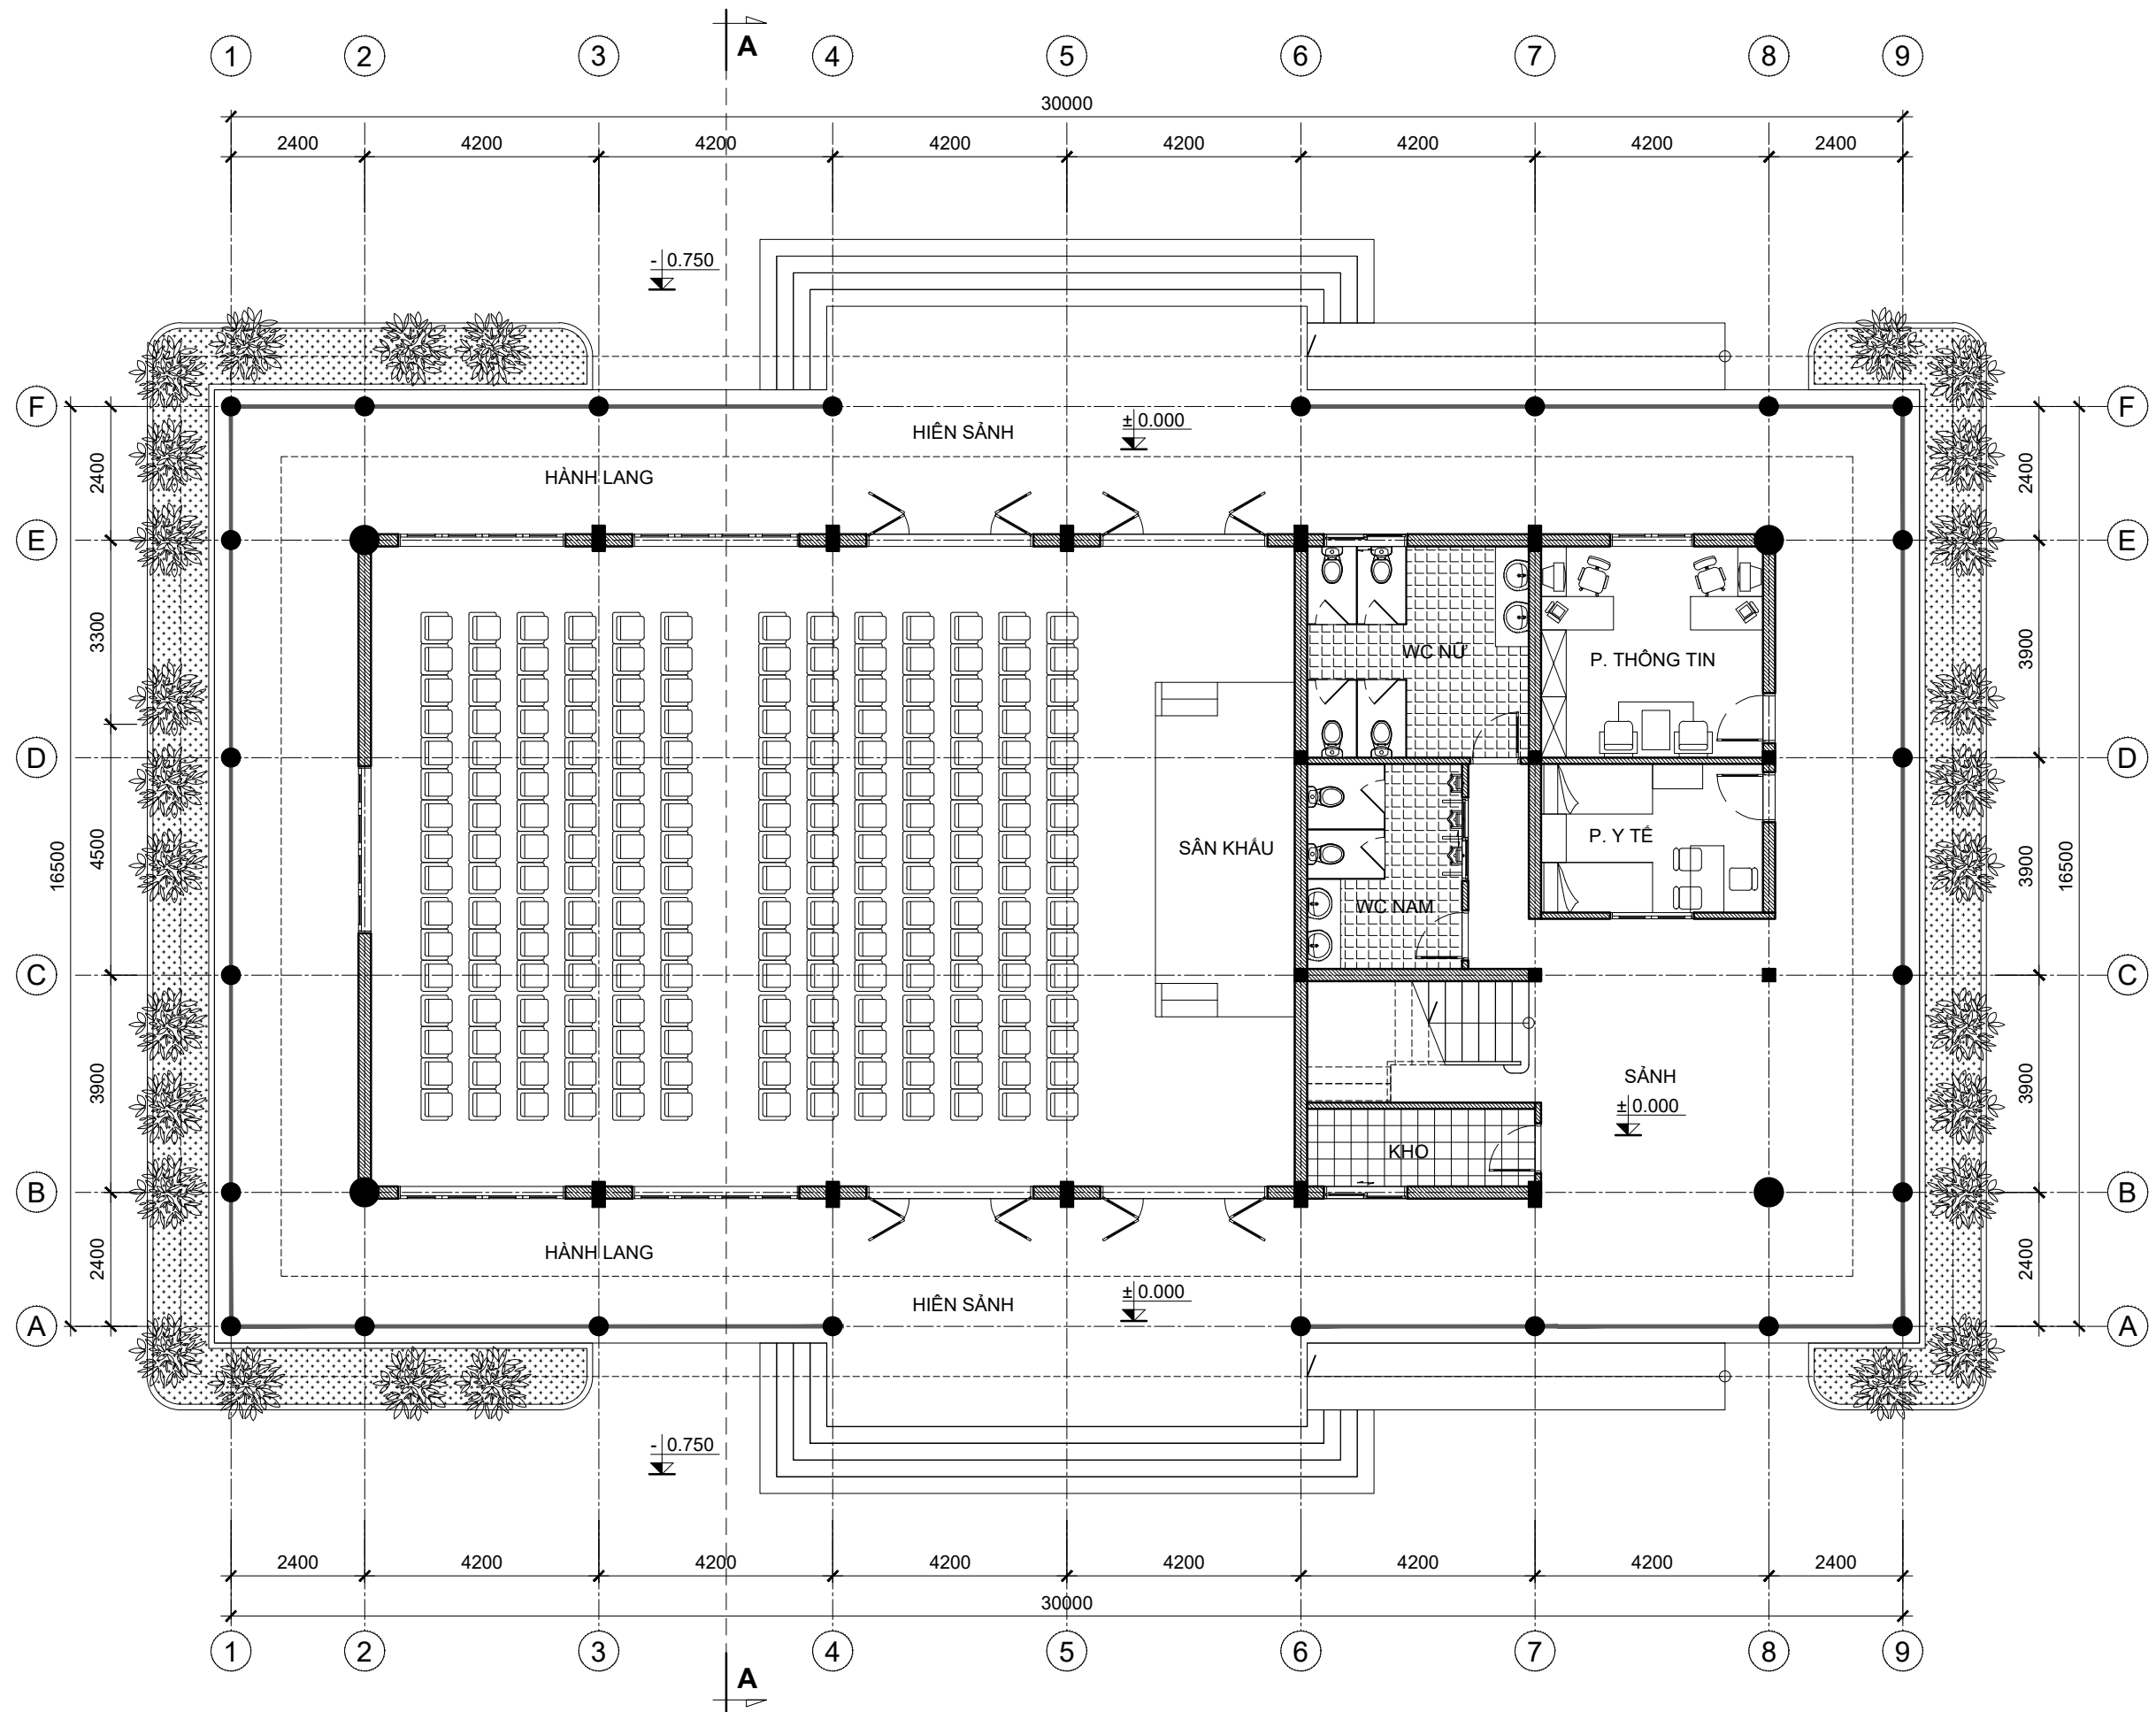 A
1 2 3 4 5 6 7 8 9
30000
2400 4200 4200 4200 4200 4200 4200 2400
- 0.750
F F
± 0.000
HIÊN SẢNH
2400 HÀNH LANG 2400
E E
3300 WC NỮ P. THÔNG TIN 3900
D D
16500 4500 SÂN KHẤU P. Y TẾ 3900 16500
WC NAM
C C
3900 SẢNH 3900
± 0.000
KHO
B B
2400 HÀNH LANG 2400
± 0.000
HIÊN SẢNH
A A
- 0.750
2400 4200 4200 4200 4200 4200 4200 2400
30000
1 2 3 4 5 6 7 8 9
A